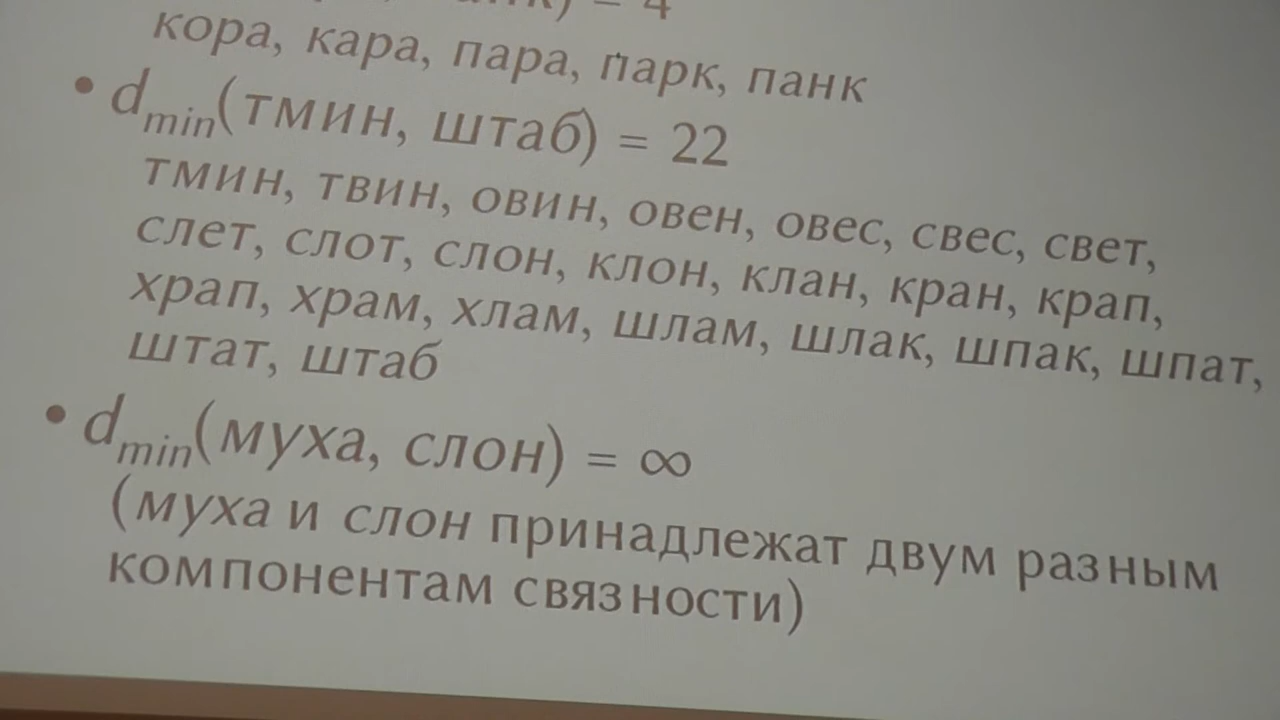 = 4
кора, кара, пара, парк, панк
• dmin(тмин, штаб) = 22
тмин, твин, овин, овен, овес, свес, свет,
слет, слот, слон, клон, клан, кран, крап,
храп, храм, хлам, шлам, шлак, шпак, шпат,
штат, штаб
• dmin(муха, слон) = ∞
(муха и слон принадлежат двум разным
компонентам связности)